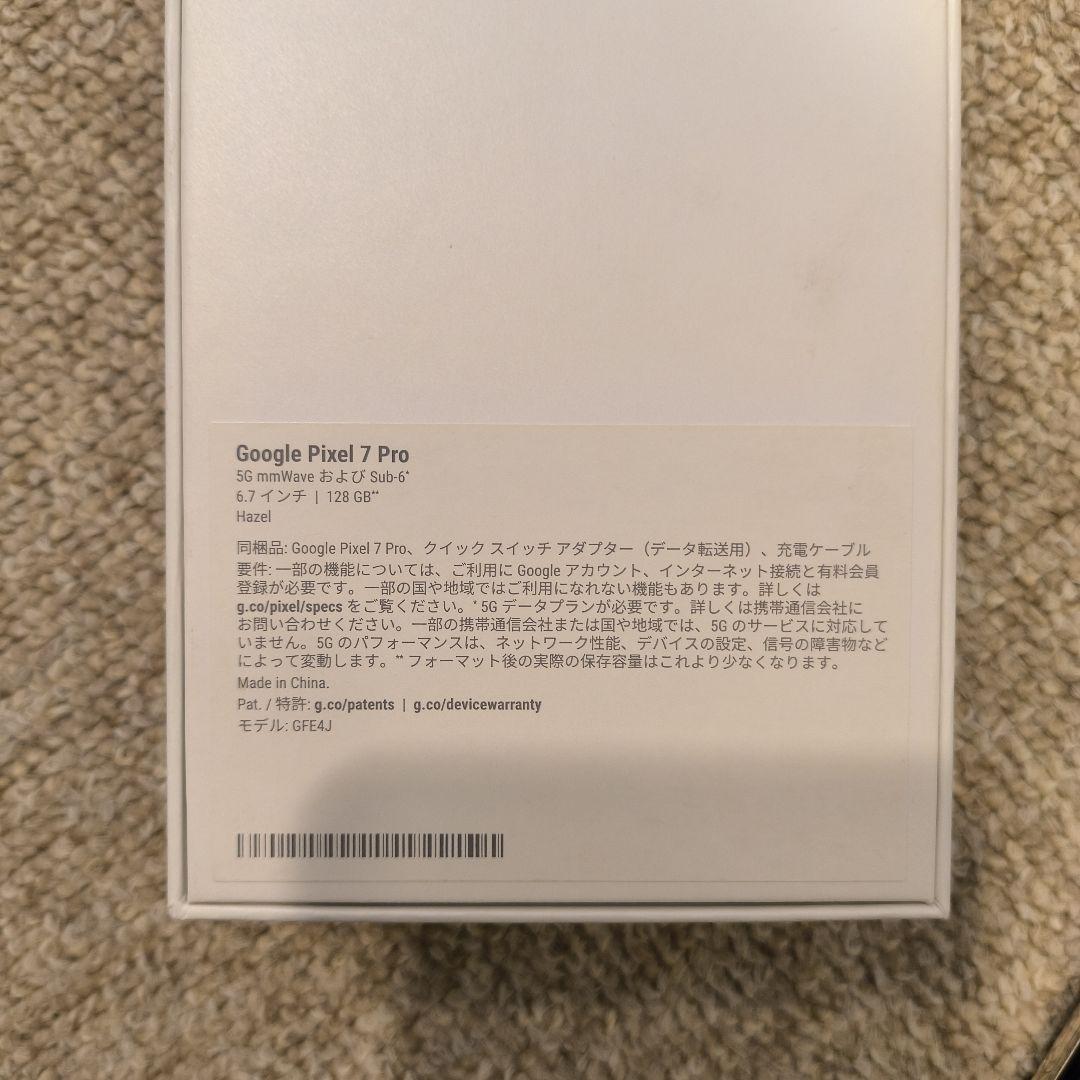 Google Pixel 7 Pro
5G mmWave および Sub-6*
6.7 インチ | 128 GB**
Hazel
同梱品: Google Pixel 7 Pro、クイック スイッチ アダプター（データ転送用）、充電ケーブル
要件: 一部の機能については、ご利用に Google アカウント、インターネット接続と有料会員
登録が必要です。一部の国や地域ではご利用になれない機能もあります。詳しくは
g.co/pixel/specs をご覧ください。* 5G データプランが必要です。詳しくは携帯通信会社に
お問い合わせください。一部の携帯通信会社または国や地域では、5G のサービスに対応して
いません。5G のパフォーマンスは、ネットワーク性能、デバイスの設定、信号の障害物など
によって変動します。** フォーマット後の実際の保存容量はこれより少なくなります。
Made in China.
Pat. / 特許: g.co/patents | g.co/devicewarranty
モデル: GFE4J